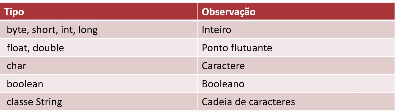 Tipo Observação
byte, short, int, long Inteiro
float, double Ponto flutuante
char Caractere
boolean Booleano
classe String Cadeia de caracteres